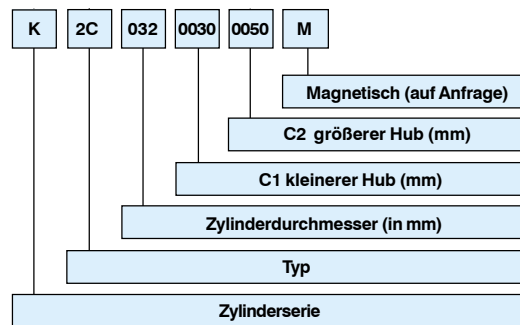 K 2C 032 0030 0050 M
Magnetisch (auf Anfrage)
C2 größerer Hub (mm)
C1 kleinerer Hub (mm)
Zylinderdurchmesser (in mm)
Typ
Zylinderserie